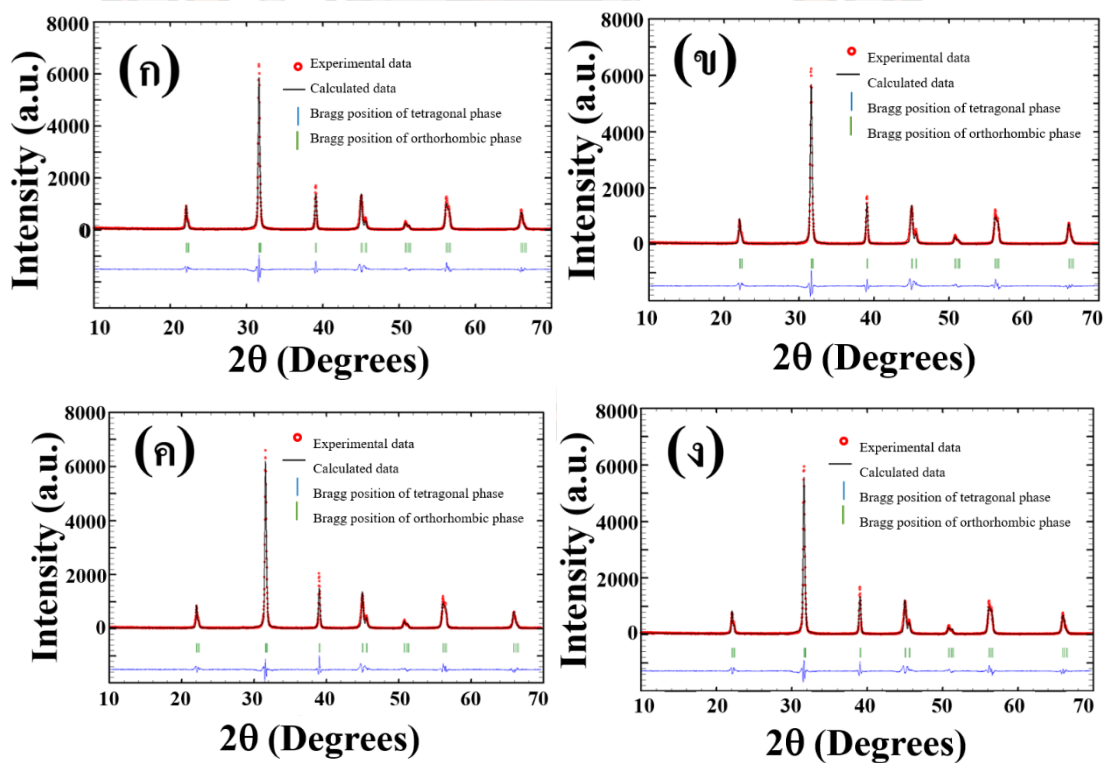 (ก)
Experimental data
Calculated data
Bragg position of tetragonal phase
Bragg position of orthorhombic phase
Intensity (a.u.)
8000
6000
4000
2000
0
10 20 30 40 50 60 70
2θ (Degrees)
(ข)
Experimental data
Calculated data
Bragg position of tetragonal phase
Bragg position of orthorhombic phase
Intensity (a.u.)
8000
6000
4000
2000
0
10 20 30 40 50 60 70
2θ (Degrees)
(ค)
Experimental data
Calculated data
Bragg position of tetragonal phase
Bragg position of orthorhombic phase
Intensity (a.u.)
8000
6000
4000
2000
0
10 20 30 40 50 60 70
2θ (Degrees)
(ง)
Experimental data
Calculated data
Bragg position of tetragonal phase
Bragg position of orthorhombic phase
Intensity (a.u.)
8000
6000
4000
2000
0
10 20 30 40 50 60 70
2θ (Degrees)